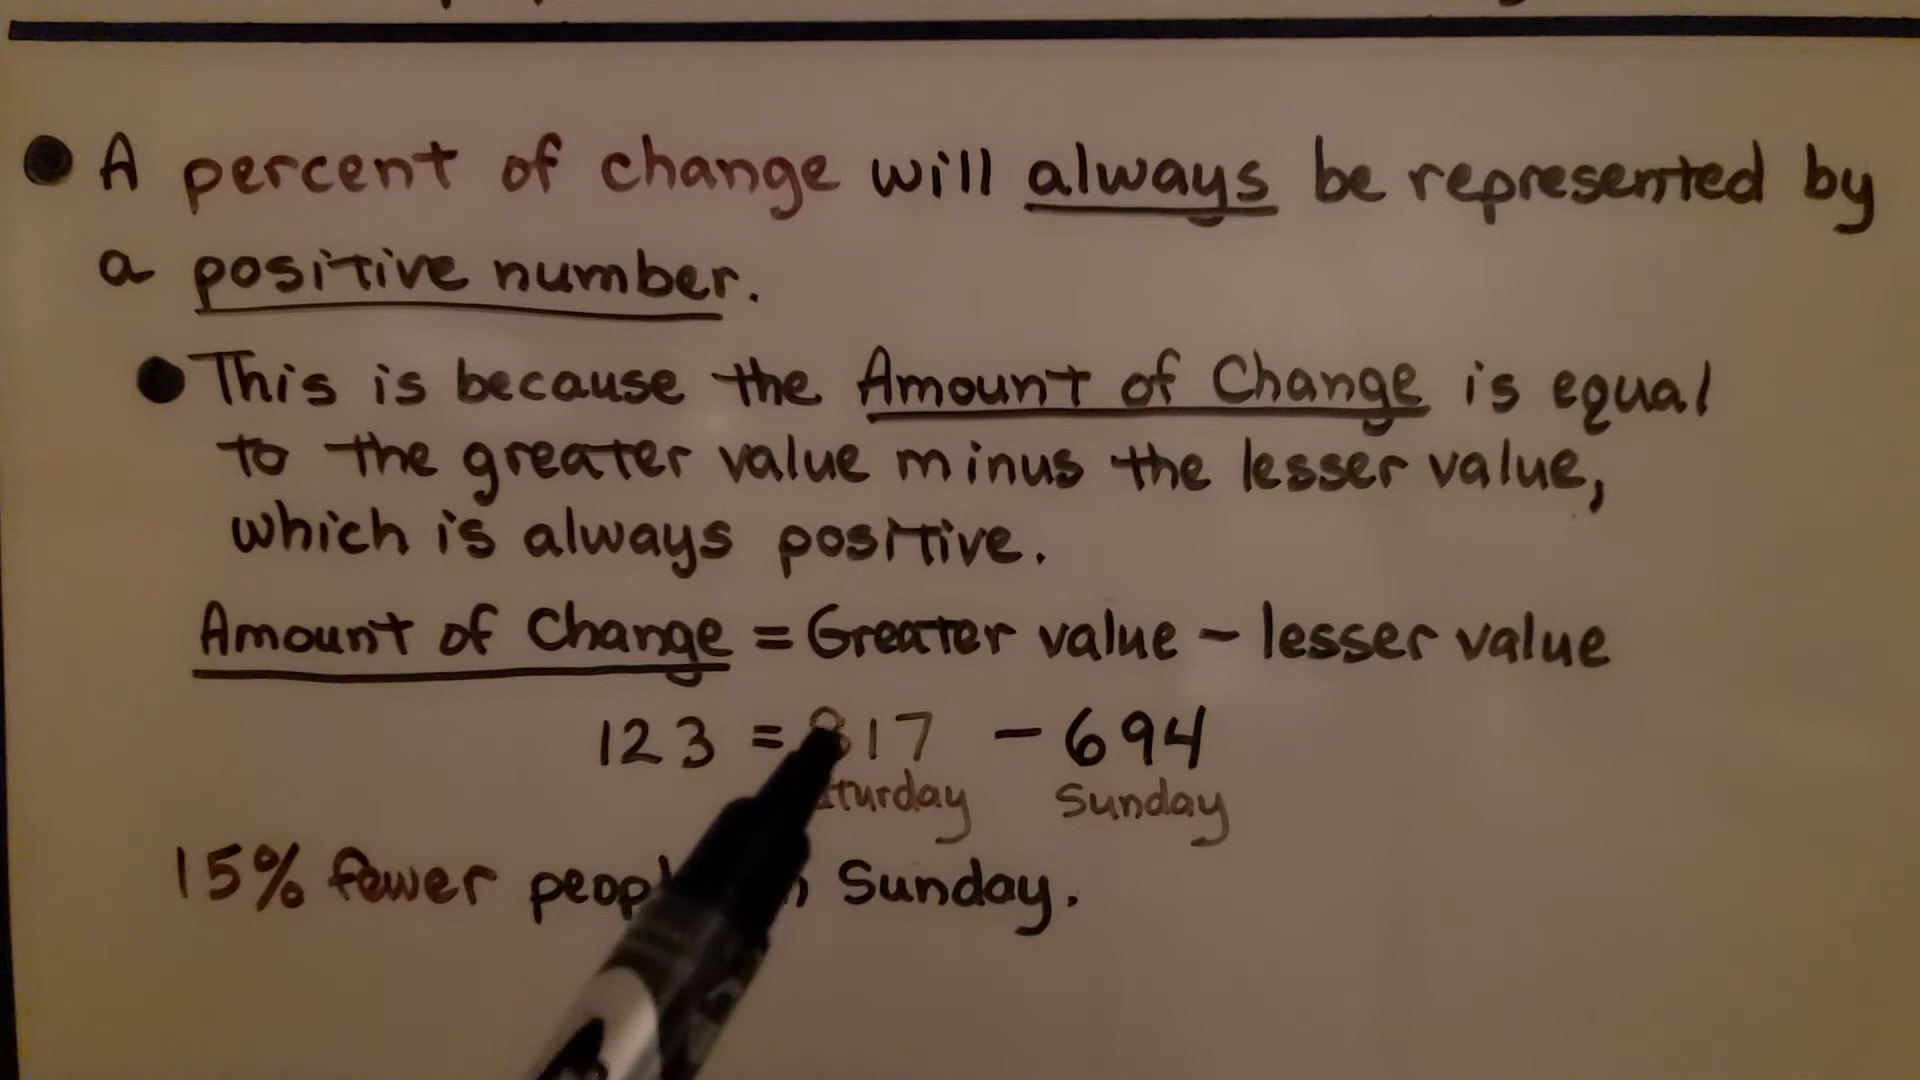 ● A percent of change will always be represented by
a positive number.
● This is because the Amount of Change is equal
to the greater value minus the lesser value,
which is always positive.
Amount of Change = Greater value - lesser value
123 = 817 - 694
Sunday
15% fewer Sunday.